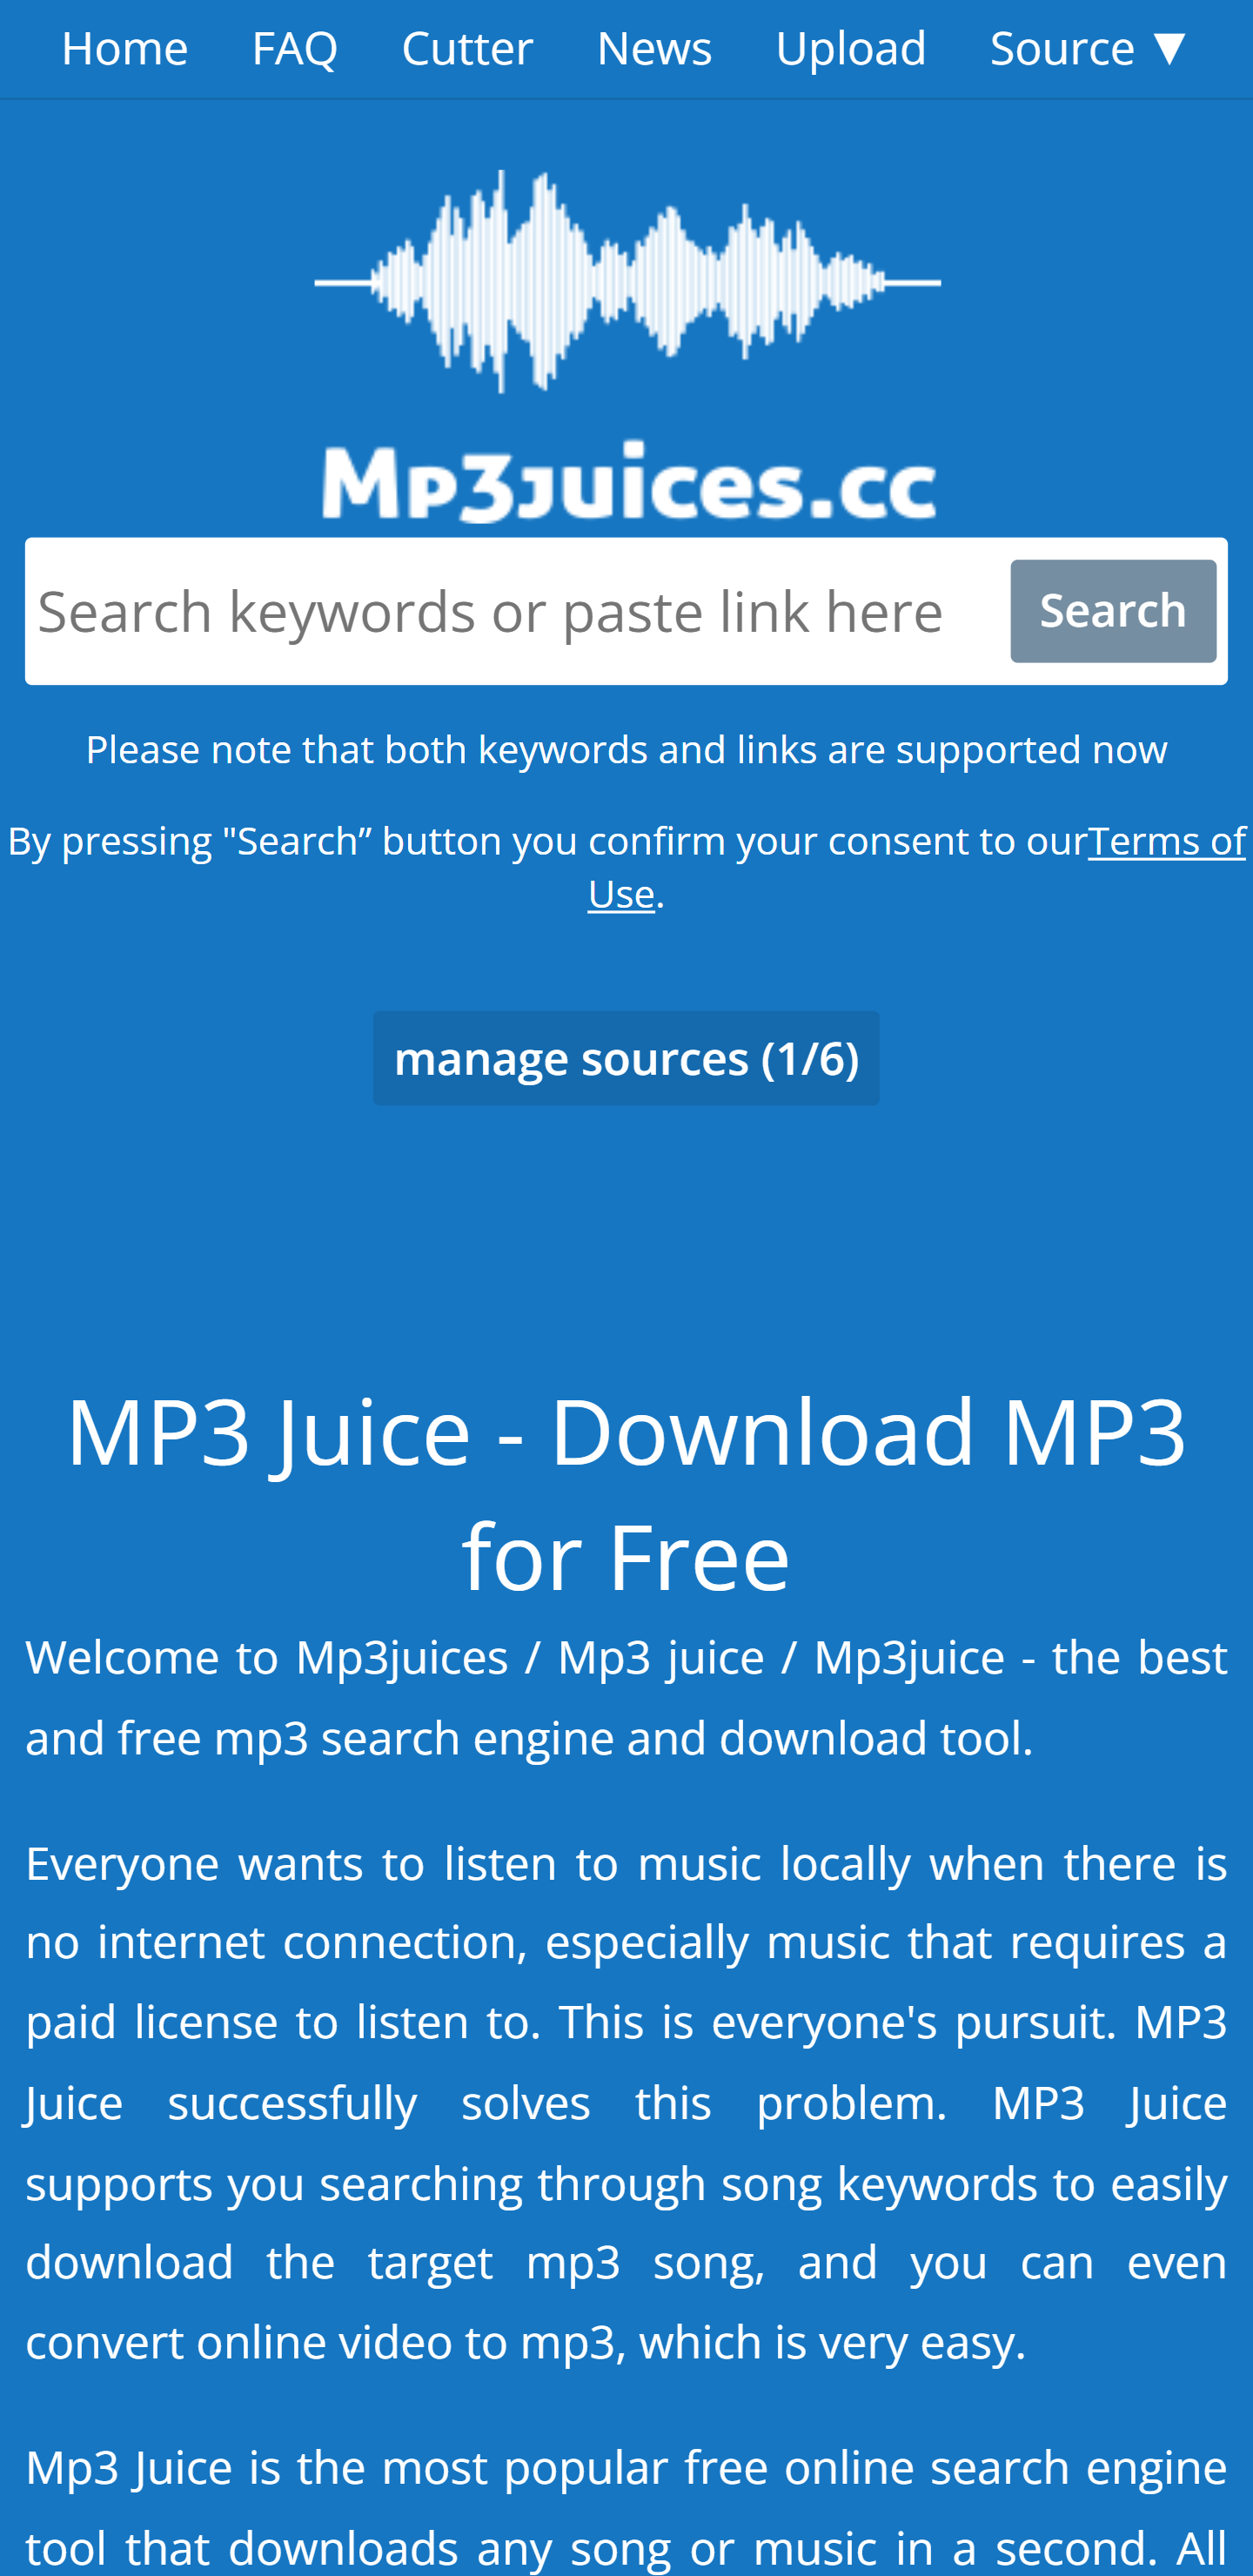 Home FAQ Cutter News Upload Source ▼
Mp3juices.cc
Search keywords or paste link here Search
Please note that both keywords and links are supported now
By pressing "Search” button you confirm your consent to ourTerms of
Use.
manage sources (1/6)
MP3 Juice - Download MP3
for Free
Welcome to Mp3juices / Mp3 juice / Mp3juice - the best
and free mp3 search engine and download tool.
Everyone wants to listen to music locally when there is
no internet connection, especially music that requires a
paid license to listen to. This is everyone's pursuit. MP3
Juice successfully solves this problem. MP3 Juice
supports you searching through song keywords to easily
download the target mp3 song, and you can even
convert online video to mp3, which is very easy.
Mp3 Juice is the most popular free online search engine
tool that downloads any song or music in a second. All